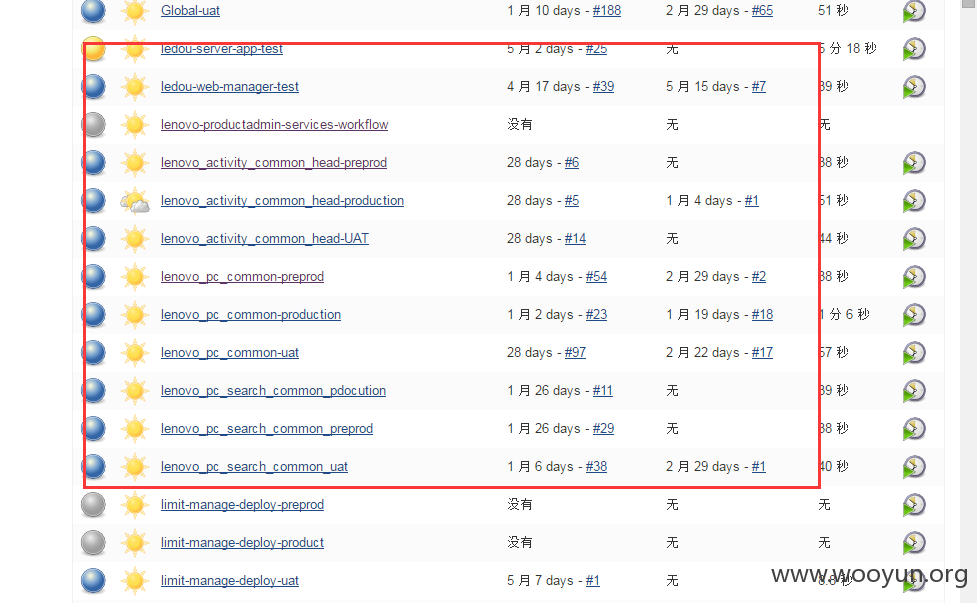 Global-uat 1 月 10 days - #188 2 月 29 days - #65 51 秒
ledou-server-app-test 5 月 2 days - #25 无 分 18 秒
ledou-web-manager-test 4 月 17 days - #39 5 月 15 days - #7 39 秒
lenovo-productadmin-services-workflow 没有 无 无
lenovo_activity_common_head-preprod 28 days - #6 无 38 秒
lenovo_activity_common_head-production 28 days - #5 1 月 4 days - #1 51 秒
lenovo_activity_common_head-UAT 28 days - #14 无 44 秒
lenovo_pc_common-preprod 1 月 4 days - #54 2 月 29 days - #2 38 秒
lenovo_pc_common-production 1 月 2 days - #23 1 月 19 days - #18 1 分 6 秒
lenovo_pc_common-uat 28 days - #97 2 月 22 days - #17 57 秒
lenovo_pc_search_common_pdocution 1 月 26 days - #11 无 39 秒
lenovo_pc_search_common_preprod 1 月 26 days - #29 无 38 秒
lenovo_pc_search_common_uat 1 月 6 days - #38 2 月 29 days - #1 40 秒
limit-manage-deploy-preprod 没有 无 无
limit-manage-deploy-product 没有 无 无
limit-manage-deploy-uat 5 月 7 days - #1 无 秒
www.wooyun.org